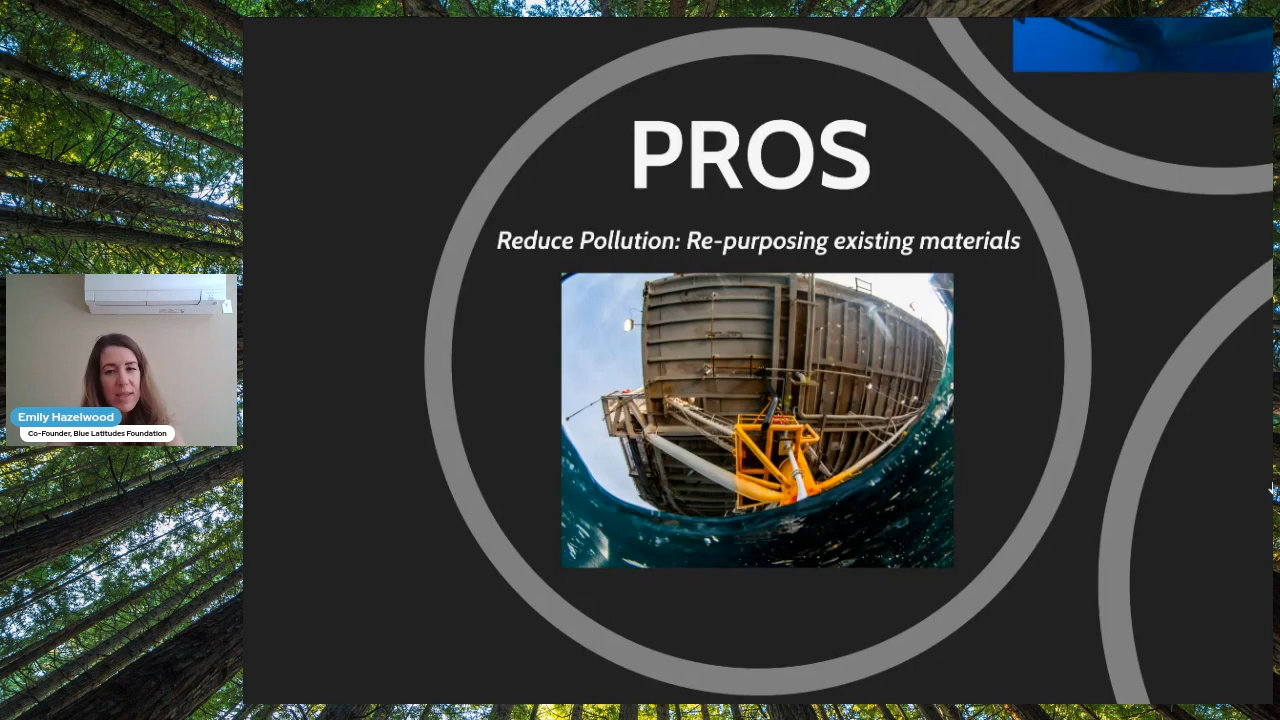 PROS
Reduce Pollution: Re-purposing existing materials
Emily Hazelwood
Co-Founder, Blue Latitudes Foundation